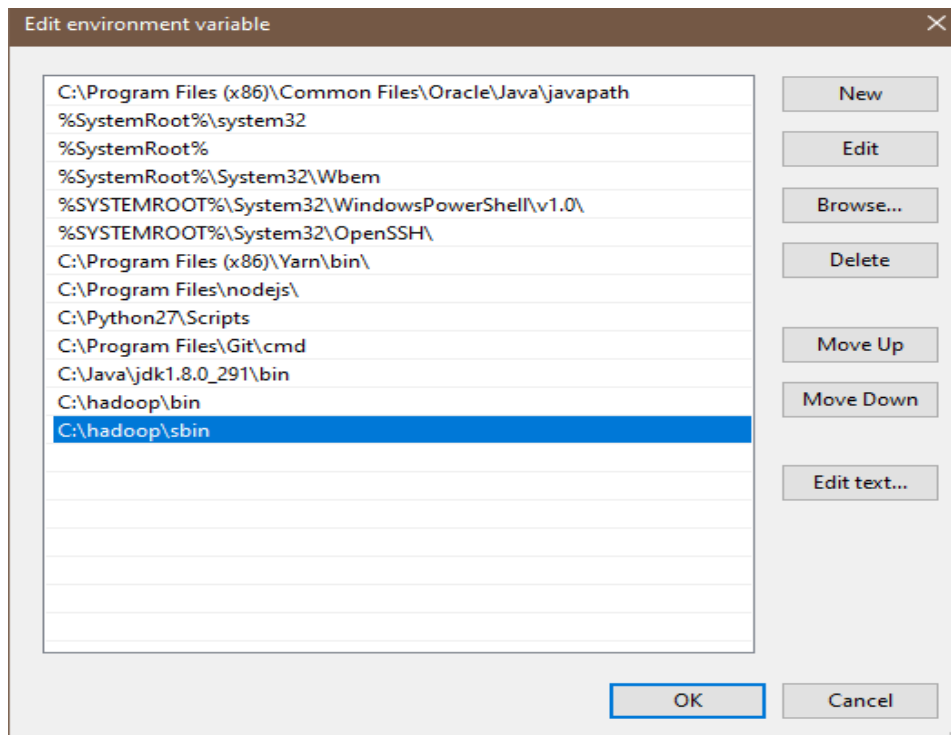 Edit environment variable
C:\Program Files (x86)\Common Files\Oracle\Java\javapath
%SystemRoot%\system32
%SystemRoot%
%SystemRoot%\System32\Wbem
%SYSTEMROOT%\System32\WindowsPowerShell\v1.0\
%SYSTEMROOT%\System32\OpenSSH\
C:\Program Files (x86)\Yarn\bin\
C:\Program Files\nodejs\
C:\Python27\Scripts
C:\Program Files\Git\cmd
C:\Java\jdk1.8.0_291\bin
C:\hadoop\bin
C:\hadoop\sbin
New
Edit
Browse...
Delete
Move Up
Move Down
Edit text...
OK
Cancel